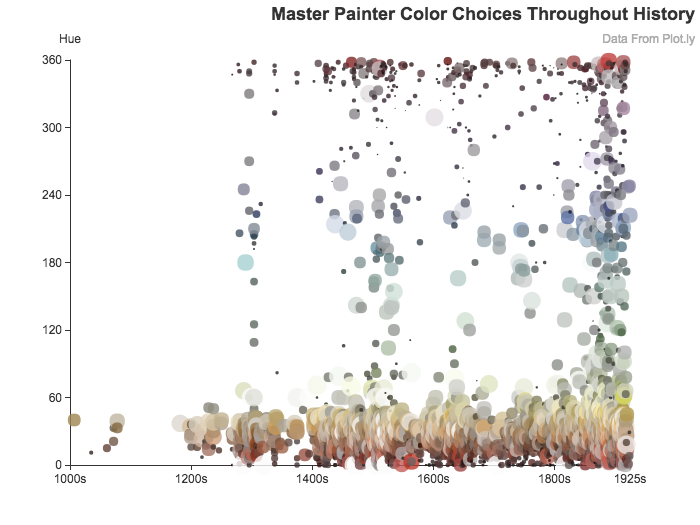 Master Painter Color Choices Throughout History
Data From Plot.ly
Hue
360
300
240
180
120
60
0
1000s 1200s 1400s 1600s 1800s 1925s